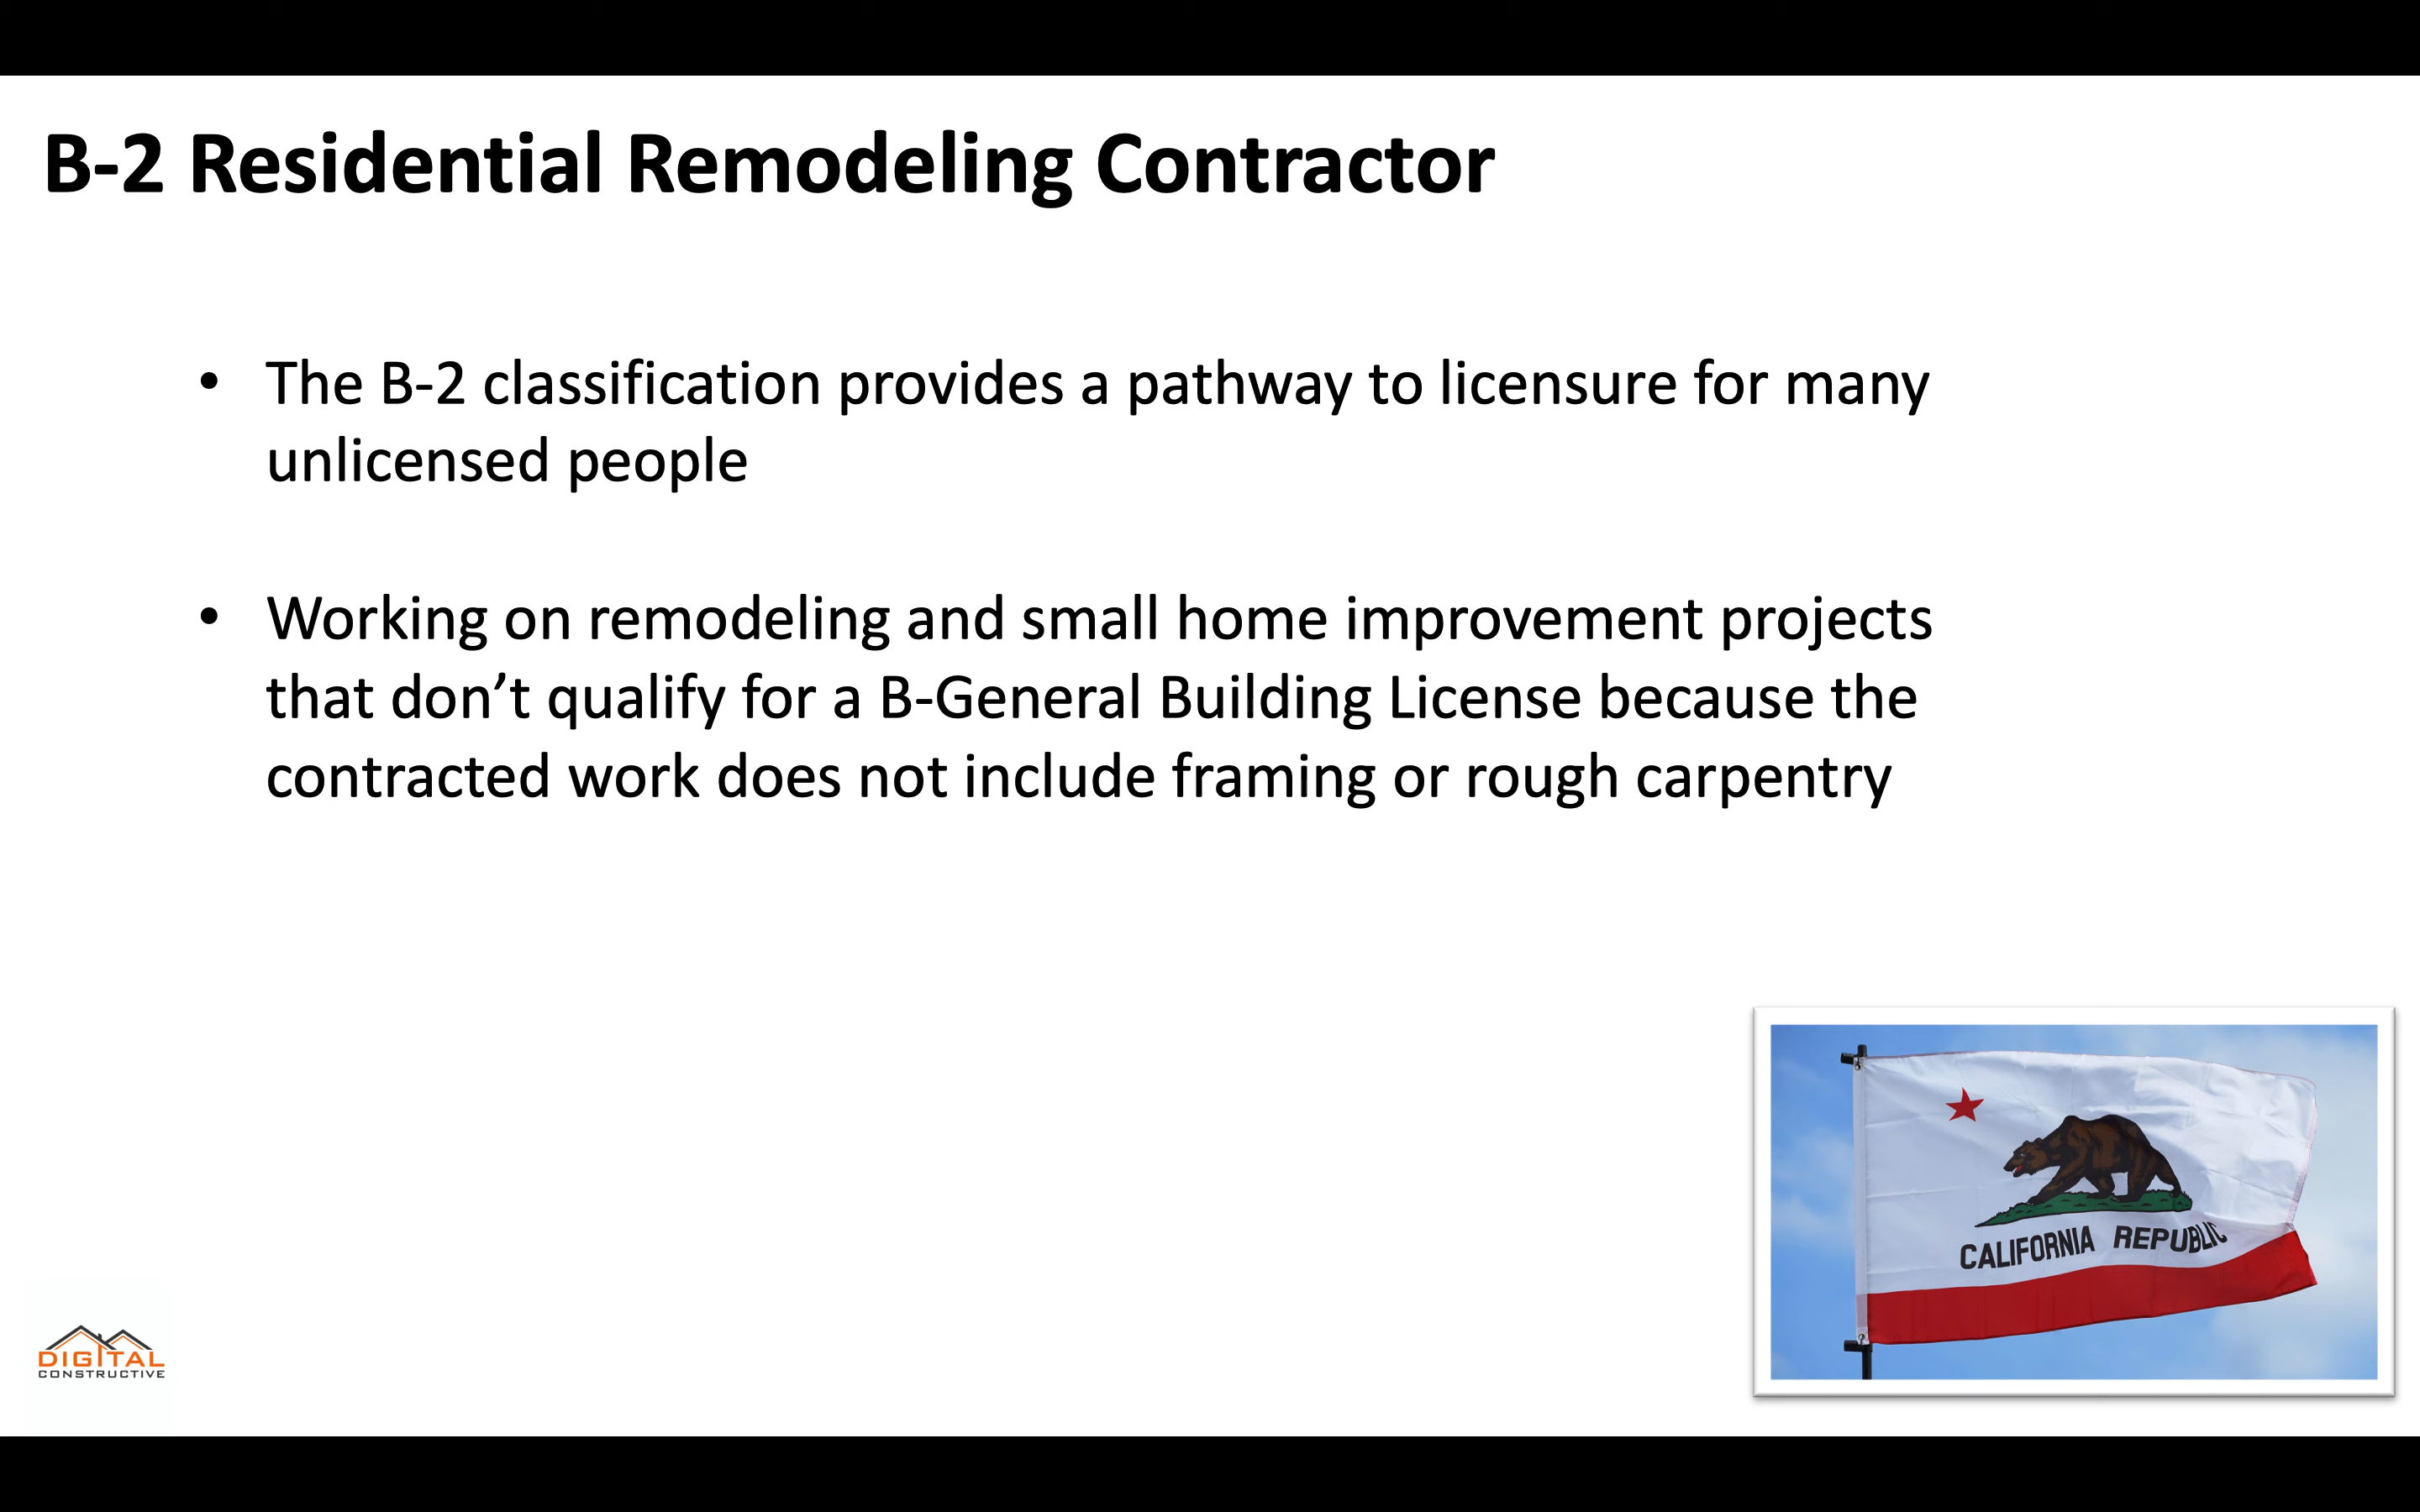 B-2 Residential Remodeling Contractor
• The B-2 classification provides a pathway to licensure for many
unlicensed people
• Working on remodeling and small home improvement projects
that don’t qualify for a B-General Building License because the
contracted work does not include framing or rough carpentry
CALIFORNIA REPUBLIC
DIGITAL
CONSTRUCTIVE